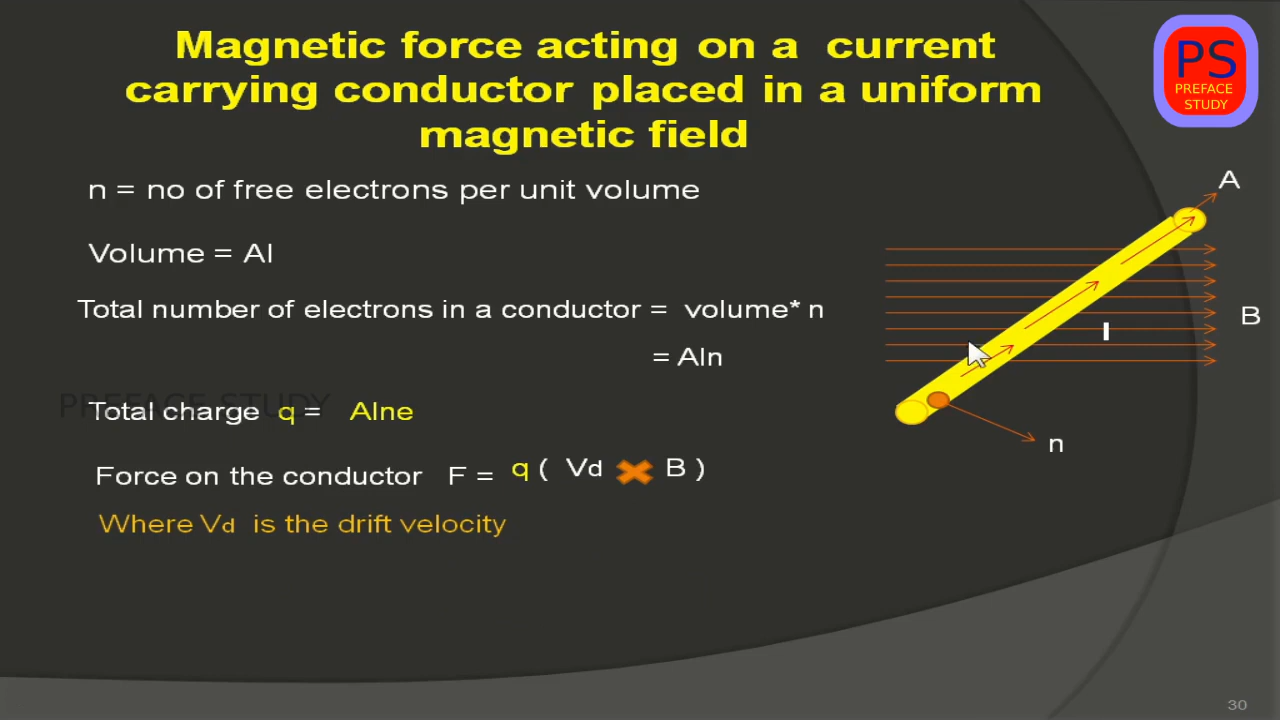 Magnetic force acting on a current
carrying conductor placed in a uniform
magnetic field
PS
PREFACE
STUDY
n = no of free electrons per unit volume
Volume = Al
Total number of electrons in a conductor = volume* n
= Aln
PREFACE STUDY
Total charge q = Alne
Force on the conductor F = q ( Vd × B )
Where Vd is the drift velocity
A
B
l
n
30